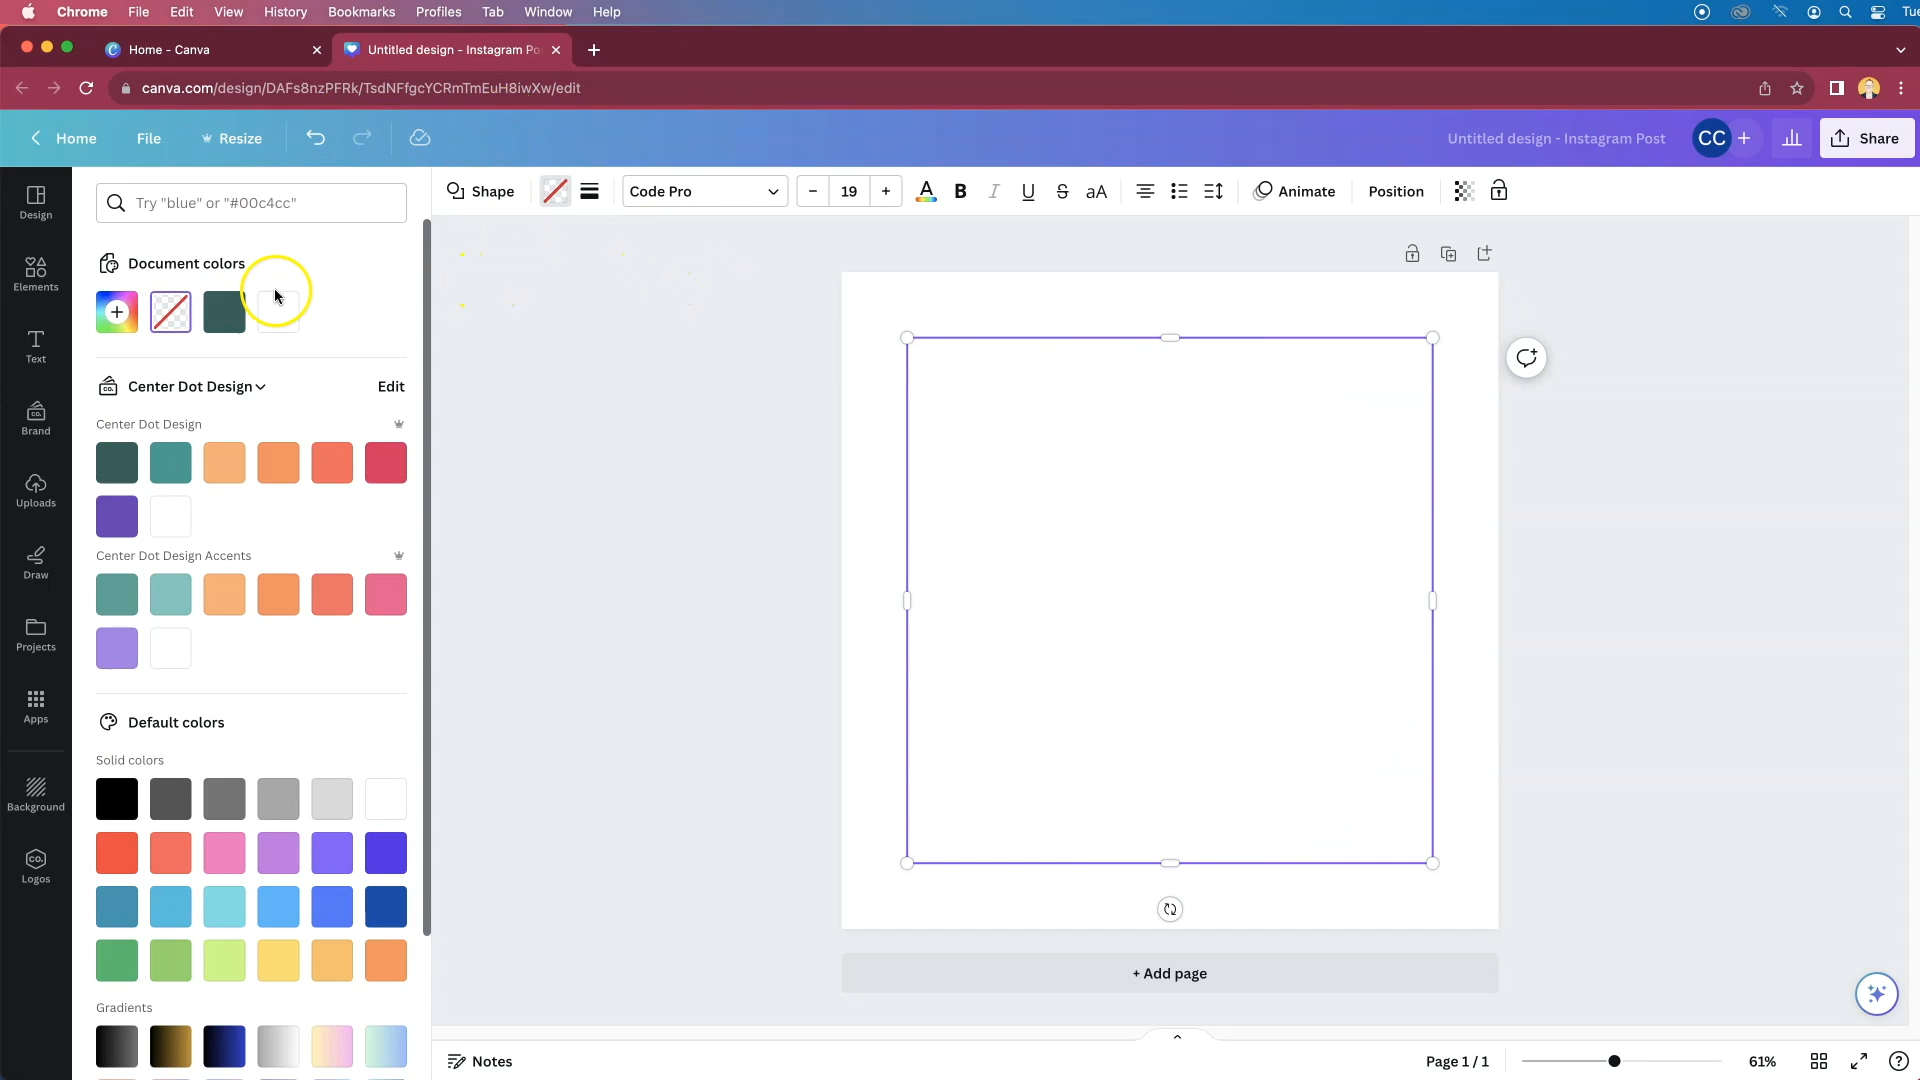 Chrome File Edit View History Bookmarks Profiles Tab Window Help Tue
Home - Canva Untitled design - Instagram Po
canva.com/design/DAFs8nzPFRk/TsdNFfgcYCRmTmEuH8iwXw/edit
Home File Resize Untitled design - Instagram Post CC Share
Try "blue" or "#00c4cc" Shape Code Pro 19 A B I U S aA Animate Position
Design
Document colors
Elements
Text
Center Dot Design Edit
Center Dot Design
Brand
Uploads
Center Dot Design Accents
Draw
Projects
Apps
Default colors
Solid colors
Background
Logos
+ Add page
Gradients
Notes Page 1 / 1 61%